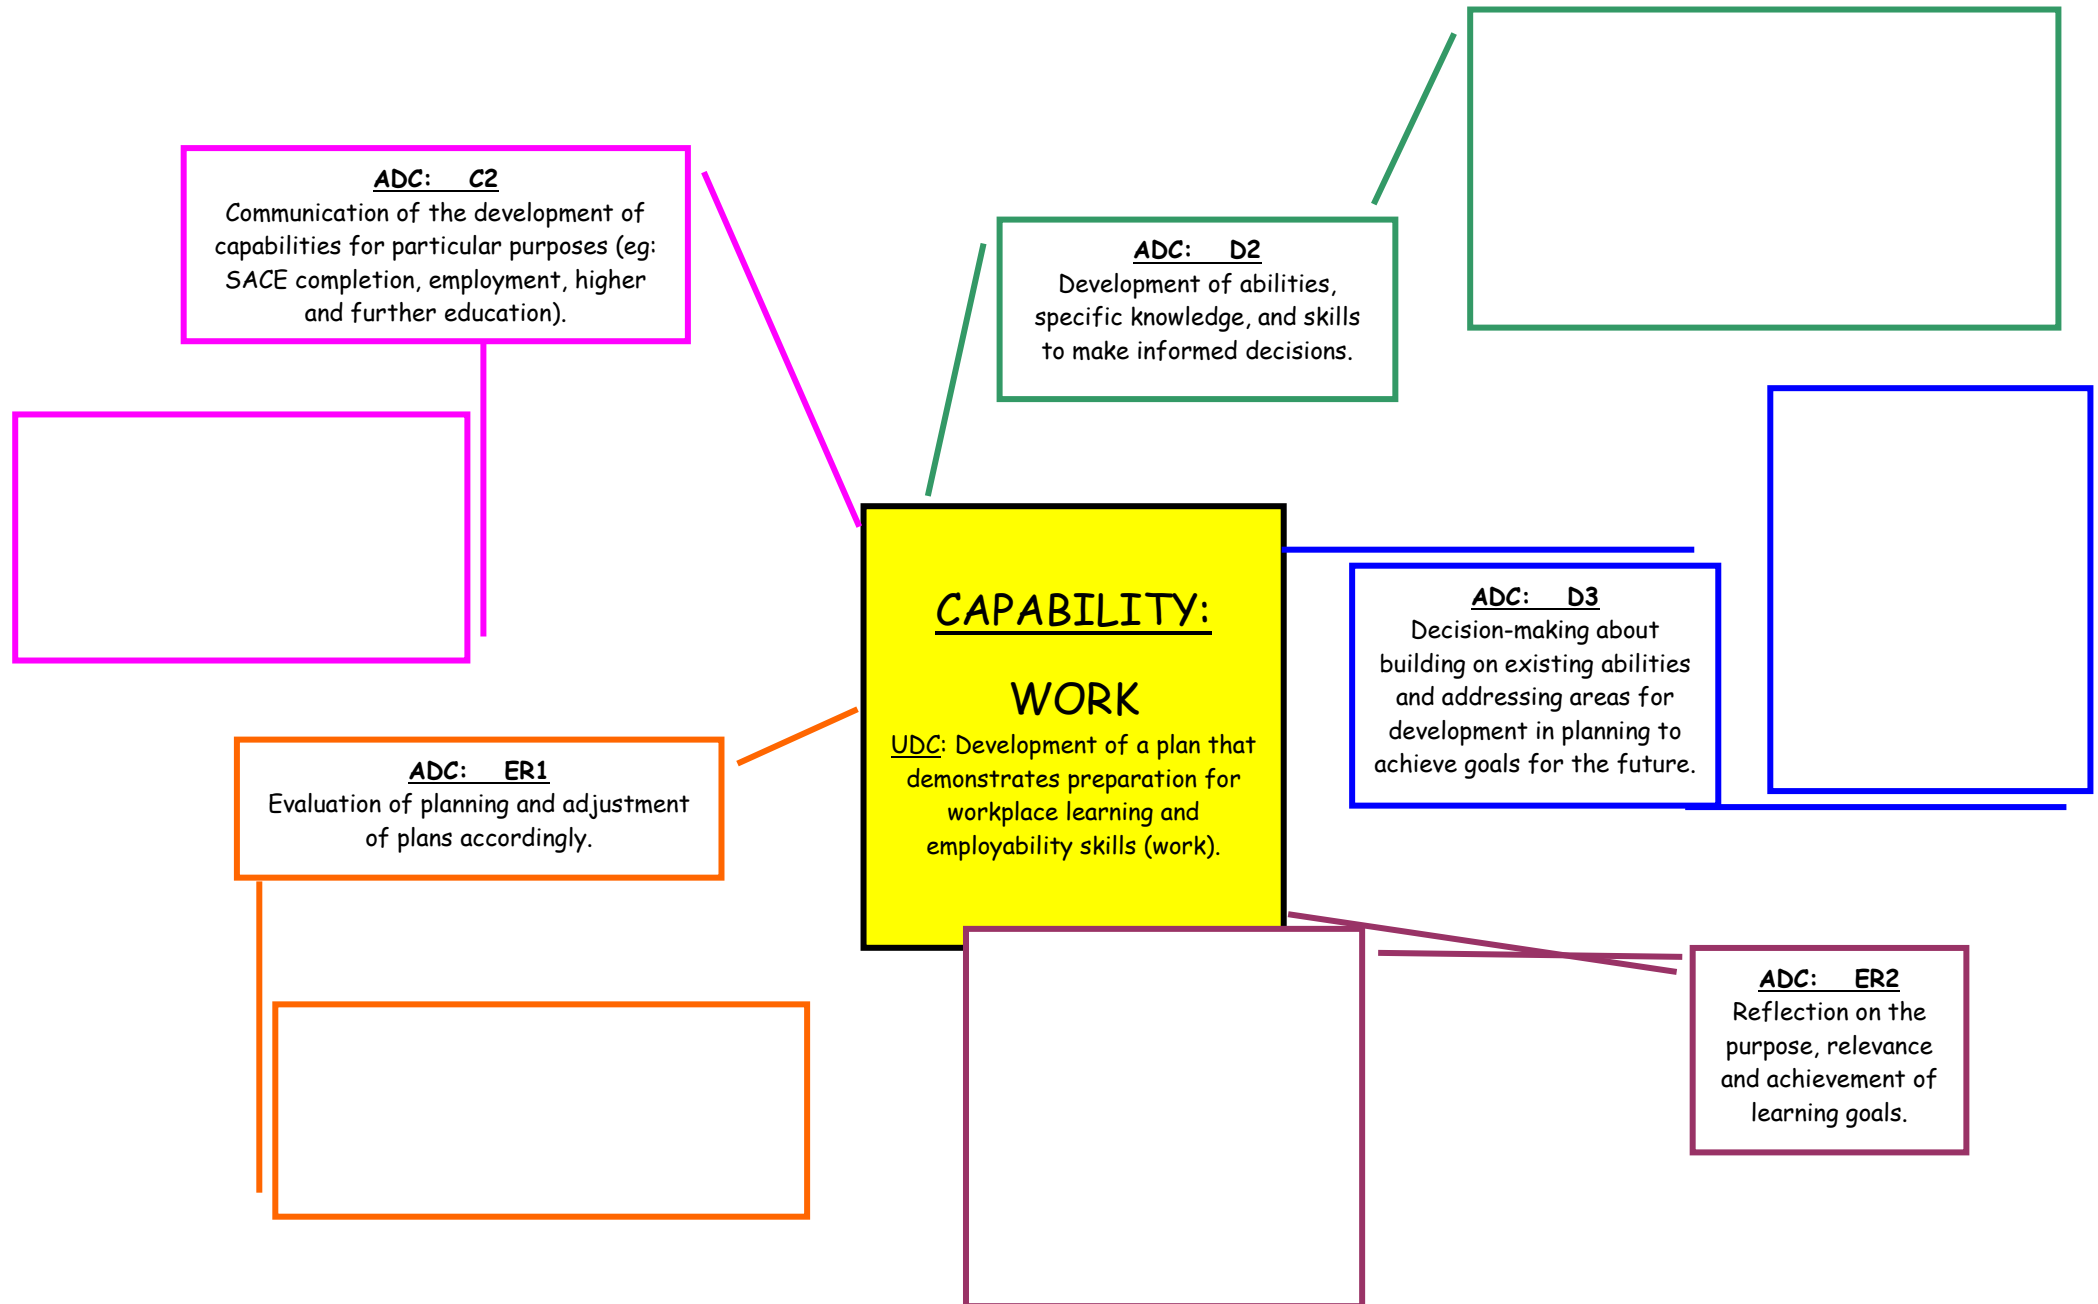 ADC: C2
Communication of the development of
capabilities for particular purposes (eg:
SACE completion, employment, higher
and further education).
ADC: D2
Development of abilities,
specific knowledge, and skills
to make informed decisions.
CAPABILITY:
WORK
UDC: Development of a plan that
demonstrates preparation for
workplace learning and
employability skills (work).
ADC: D3
Decision-making about
building on existing abilities
and addressing areas for
development in planning to
achieve goals for the future.
ADC: ER1
Evaluation of planning and adjustment
of plans accordingly.
ADC: ER2
Reflection on the
purpose, relevance
and achievement of
learning goals.